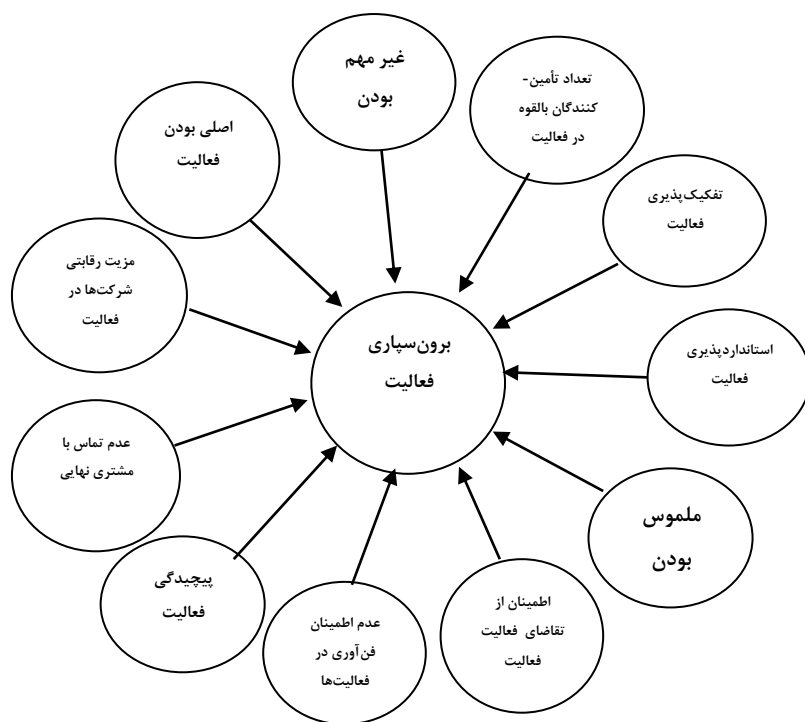 غیر مهم
بودن
تعداد تأمین-
کنندگان بالقوه
در فعالیت
تفکیک‌پذیری
فعالیت
استانداردپذیری
فعالیت
ملموس
بودن
اطمینان از
تقاضای فعالیت
فعالیت
عدم اطمینان
فن‌آوری در
فعالیت‌ها
پیچیدگی
فعالیت
عدم تماس با
مشتری نهایی
مزیت رقابتی
شرکت‌ها در
فعالیت
اصلی بودن
فعالیت
برون‌سپاری
فعالیت